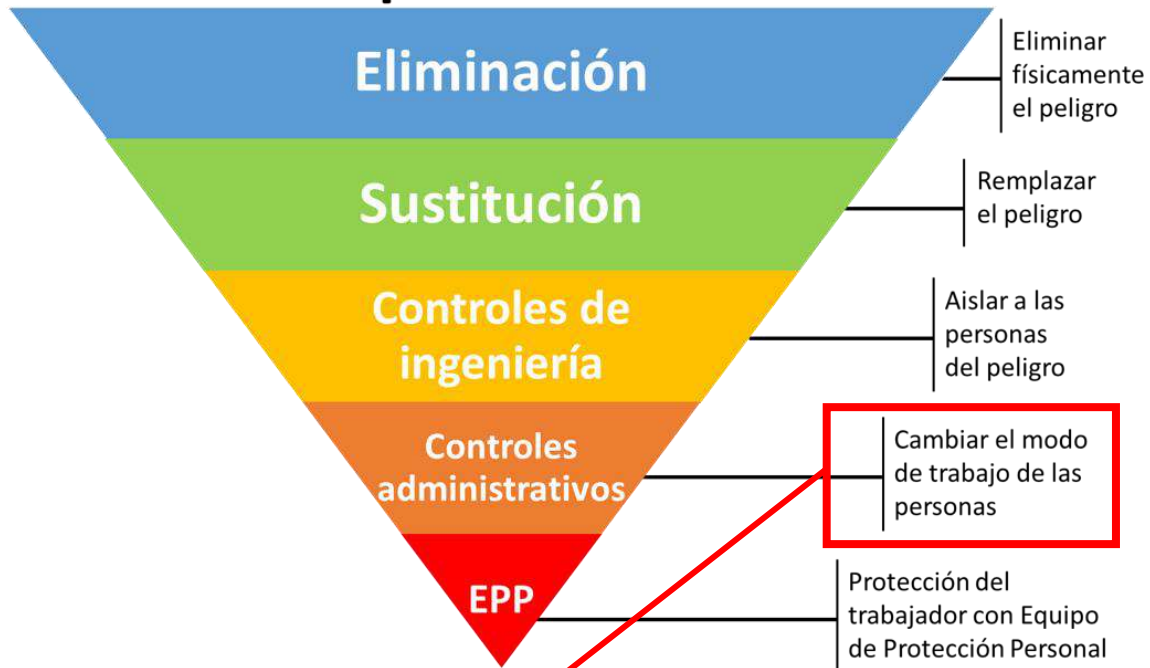 Eliminación
Eliminar
físicamente
el peligro
Sustitución
Remplazar
el peligro
Controles de
ingeniería
Aislar a las
personas
del peligro
Controles
administrativos
Cambiar el modo
de trabajo de las
personas
EPP
Protección del
trabajador con Equipo
de Protección Personal